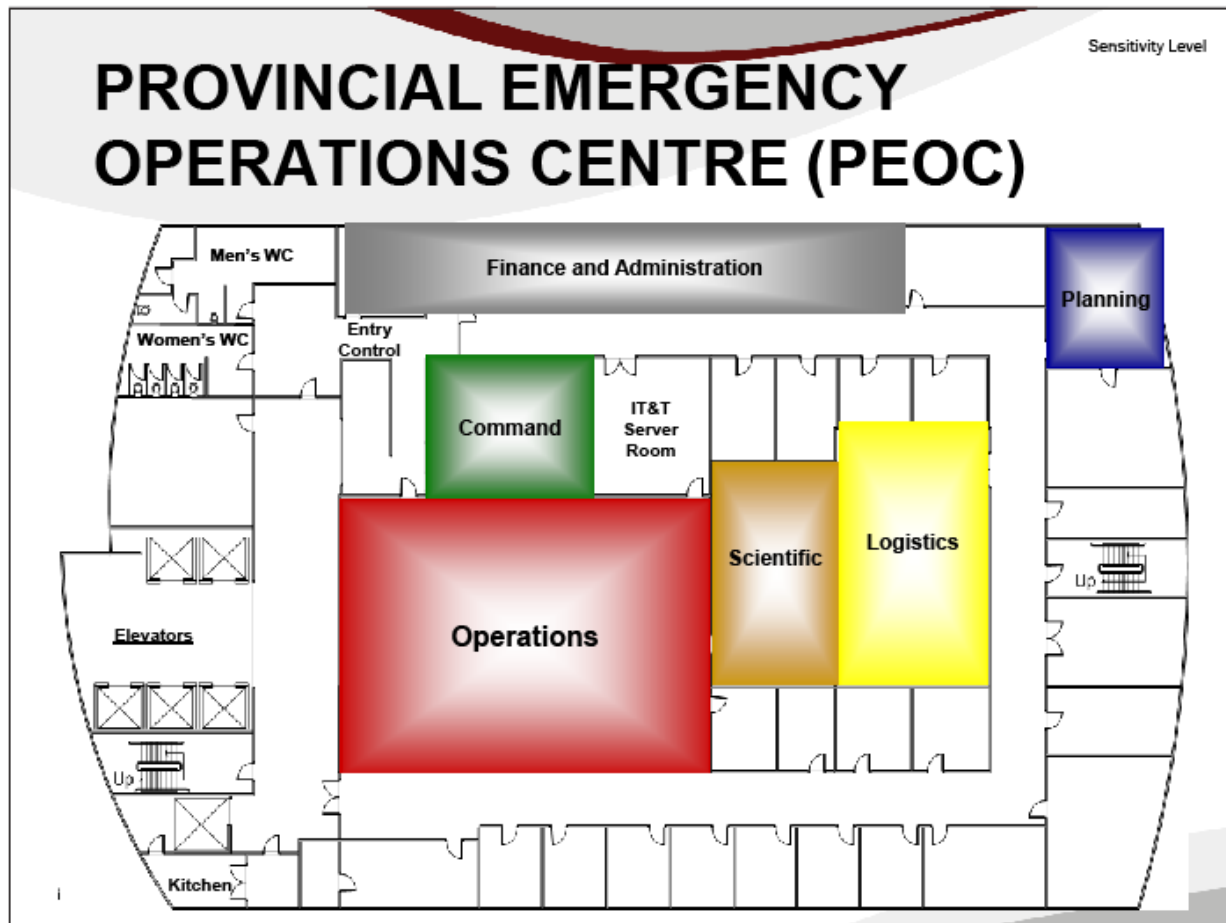 Sensitivity Level
PROVINCIAL EMERGENCY
OPERATIONS CENTRE (PEOC)
Men's WC
Finance and Administration
Planning
Women's WC
Entry
Control
Command
IT&T
Server
Room
Scientific
Logistics
Up
Operations
Elevators
Up
Kitchen
i